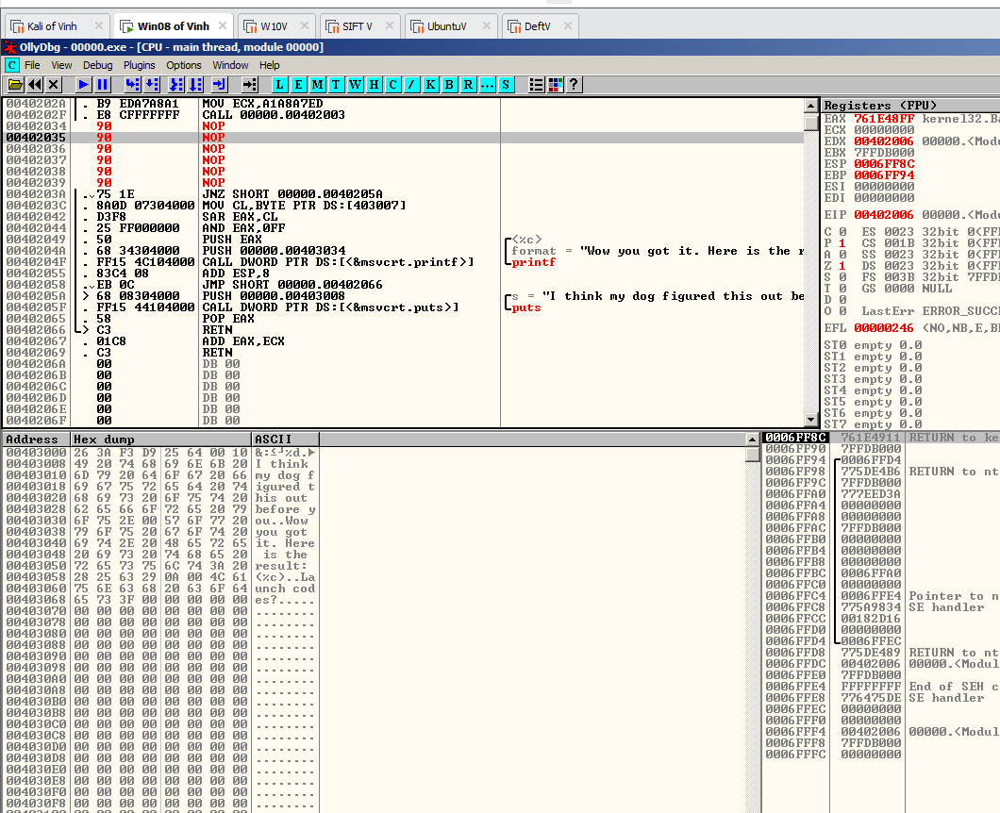 Kali of Vinh × Win08 of Vinh × W10V × SIFT V × UbuntuV × DeftV ×
OllyDbg - 00000.exe - [CPU - main thread, module 00000]
C File View Debug Plugins Options Window Help
L E M T W H C / K B R ... S ?
0040202A . B9 EDA7A8A1 MOV ECX,A1A8A7ED
0040202F . E8 CFFFFFFF CALL 00000.00402003
00402034 90 NOP
00402035 90 NOP
00402036 90 NOP
00402037 90 NOP
00402038 90 NOP
00402039 90 NOP
0040203A . 75 1E JNZ SHORT 00000.0040205A
0040203C . 8A0D 07304000 MOV CL,BYTE PTR DS:[403007]
00402042 . D3F8 SAR EAX,CL
00402044 . 25 FF000000 AND EAX,0FF
00402049 . 50 PUSH EAX <%c>
0040204A . 68 34304000 PUSH 00000.00403034 format = "Wow you got it. Here is the r
0040204F . FF15 4C104000 CALL DWORD PTR DS:[<&msvcrt.printf>] printf
00402055 . 83C4 08 ADD ESP,8
00402058 . EB 0C JMP SHORT 00000.00402066
0040205A > 68 08304000 PUSH 00000.00403008 s = "I think my dog figured this out be
0040205F . FF15 44104000 CALL DWORD PTR DS:[<&msvcrt.puts>] puts
00402065 . 58 POP EAX
00402066 > C3 RETN
00402067 . 01C8 ADD EAX,ECX
00402069 . C3 RETN
0040206A 00 DB 00
0040206B 00 DB 00
0040206C 00 DB 00
0040206D 00 DB 00
0040206E 00 DB 00
0040206F 00 DB 00
Registers (FPU)
EAX 761E48FF kernel32.Ba
ECX 00000000
EDX 00402006 00000.<Modu
EBX 7FFDB000
ESP 0006FF8C
EBP 0006FF94
ESI 00000000
EDI 00000000
EIP 00402006 00000.<Modu
C 0 ES 0023 32bit 0(FF
P 1 CS 001B 32bit 0(FF
A 0 SS 0023 32bit 0(FF
Z 1 DS 0023 32bit 0(FF
S 0 FS 003B 32bit 7FFD
T 0 GS 0000 NULL
D 0
O 0 LastErr ERROR_SUCC
EFL 00000246 (NO,NB,E,B
ST0 empty 0.0
ST1 empty 0.0
ST2 empty 0.0
ST3 empty 0.0
ST4 empty 0.0
ST5 empty 0.0
ST6 empty 0.0
ST7 empty 0.0
Address Hex dump ASCII
00403000 26 3A F3 D9 25 64 00 10 &:≤┘%d.►
00403008 49 20 74 68 69 6E 6B 20 I think
00403010 6D 79 20 64 6F 67 20 66 my dog f
00403018 69 67 75 72 65 64 20 74 igured t
00403020 68 69 73 20 6F 75 74 20 his out
00403028 62 65 66 6F 72 65 20 79 before y
00403030 6F 75 2E 00 57 6F 77 20 ou..Wow
00403038 79 6F 75 20 67 6F 74 20 you got
00403040 69 74 2E 20 48 65 72 65 it. Here
00403048 20 69 73 20 74 68 65 20 is the
00403050 72 65 73 75 6C 74 3A 20 result:
00403058 28 25 63 29 0A 00 4C 61 (%c)..La
00403060 75 6E 63 68 20 63 6F 64 unch cod
00403068 65 73 3F 00 00 00 00 00 es?.....
00403070 00 00 00 00 00 00 00 00 ........
00403078 00 00 00 00 00 00 00 00 ........
00403080 00 00 00 00 00 00 00 00 ........
00403088 00 00 00 00 00 00 00 00 ........
00403090 00 00 00 00 00 00 00 00 ........
00403098 00 00 00 00 00 00 00 00 ........
004030A0 00 00 00 00 00 00 00 00 ........
004030A8 00 00 00 00 00 00 00 00 ........
004030B0 00 00 00 00 00 00 00 00 ........
004030B8 00 00 00 00 00 00 00 00 ........
004030C0 00 00 00 00 00 00 00 00 ........
004030C8 00 00 00 00 00 00 00 00 ........
004030D0 00 00 00 00 00 00 00 00 ........
004030D8 00 00 00 00 00 00 00 00 ........
004030E0 00 00 00 00 00 00 00 00 ........
004030E8 00 00 00 00 00 00 00 00 ........
004030F0 00 00 00 00 00 00 00 00 ........
004030F8 00 00 00 00 00 00 00 00 ........
0006FF8C 761E4911 RETURN to ke
0006FF90 7FFDB000
0006FF94 0006FFD4
0006FF98 775DE4B6 RETURN to nt
0006FF9C 7FFDB000
0006FFA0 777EED3A
0006FFA4 00000000
0006FFA8 00000000
0006FFAC 7FFDB000
0006FFB0 00000000
0006FFB4 00000000
0006FFB8 00000000
0006FFBC 0006FFA0
0006FFC0 00000000
0006FFC4 0006FFE4 Pointer to n
0006FFC8 775A9834 SE handler
0006FFCC 00182D16
0006FFD0 00000000
0006FFD4 0006FFEC
0006FFD8 775DE489 RETURN to nt
0006FFDC 00402006 00000.<Modul
0006FFE0 7FFDB000
0006FFE4 FFFFFFFF End of SEH c
0006FFE8 776475DE SE handler
0006FFEC 00000000
0006FFF0 00000000
0006FFF4 00402006 00000.<Modul
0006FFF8 7FFDB000
0006FFFC 00000000